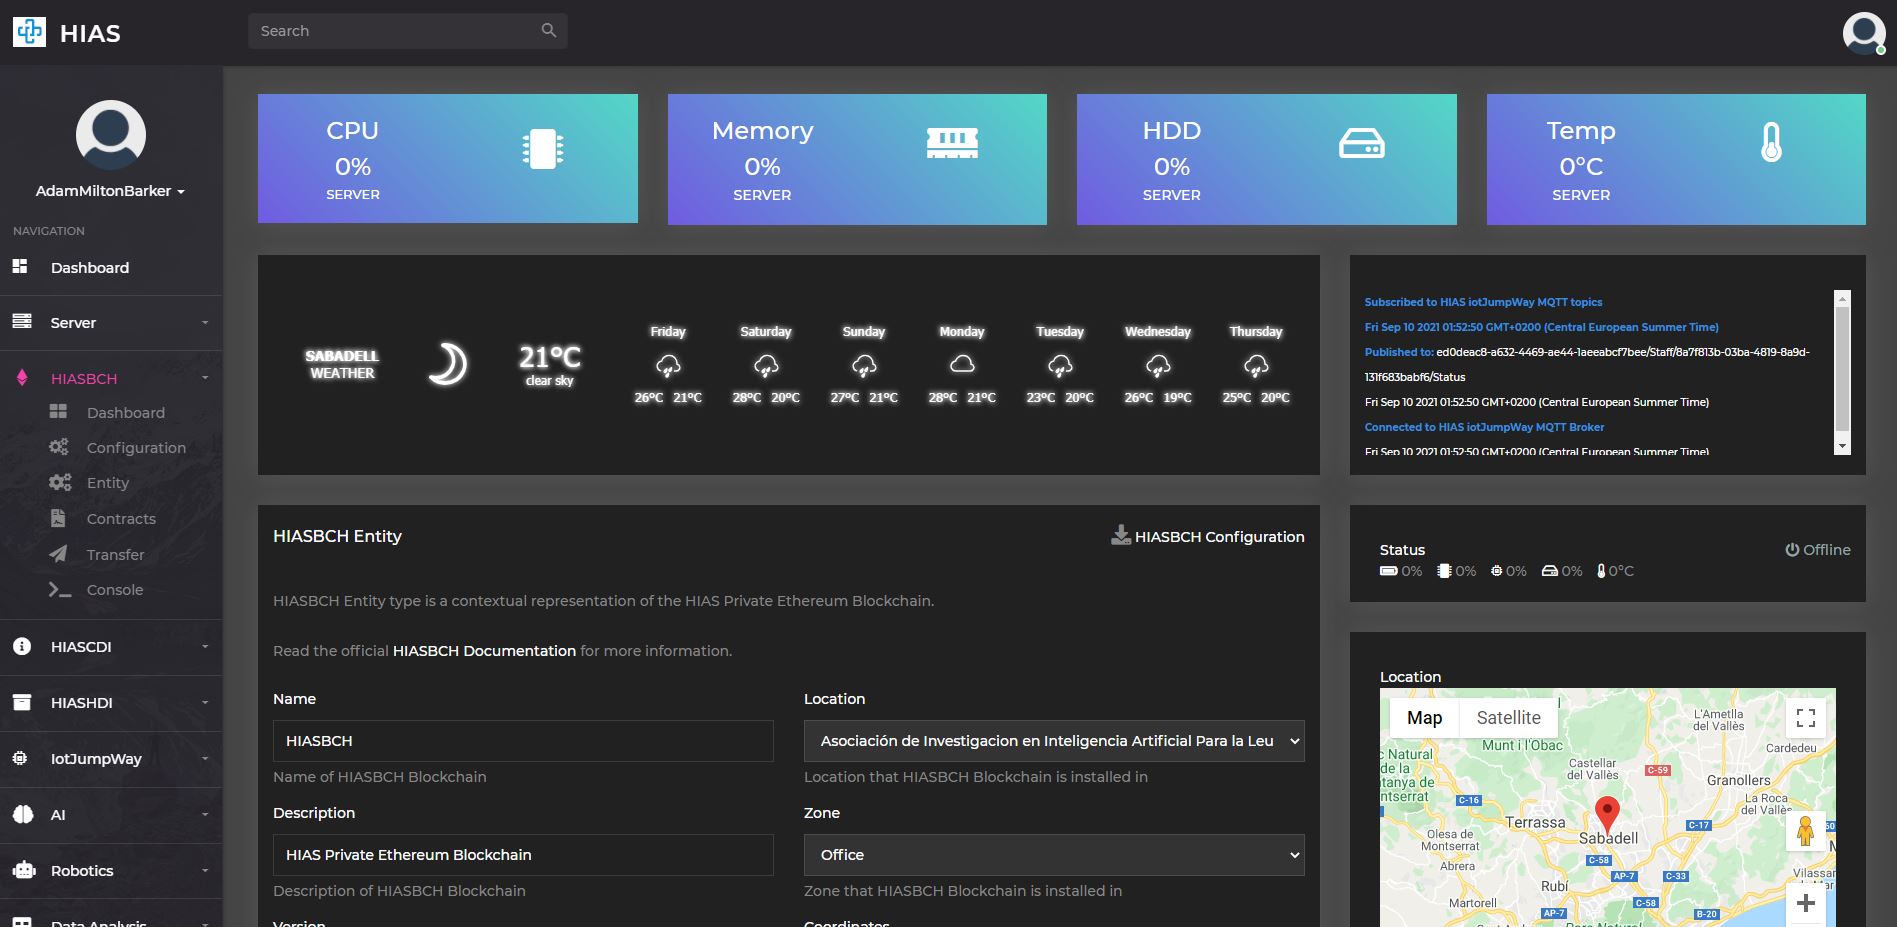 HIAS
Search
AdamMiltonBarker
NAVIGATION
Dashboard
Server
HIASBCH
Dashboard
Configuration
Entity
Contracts
Transfer
Console
HIASCDI
HIASHDI
IotJumpWay
AI
Robotics
Data Analysis
CPU
0%
SERVER
Memory
0%
SERVER
HDD
0%
SERVER
Temp
0°C
SERVER
SABADELL
WEATHER
21°C
clear sky
Friday
26°C 21°C
Saturday
28°C 20°C
Sunday
27°C 21°C
Monday
28°C 21°C
Tuesday
23°C 20°C
Wednesday
26°C 19°C
Thursday
25°C 20°C
Subscribed to HIAS iotJumpWay MQTT topics
Fri Sep 10 2021 01:52:50 GMT+0200 (Central European Summer Time)
Published to: ed0deac8-a632-4469-ae44-1aeeabcf7bee/Staff/8a7f813b-03ba-4819-8a9d-
131f683babf6/Status
Fri Sep 10 2021 01:52:50 GMT+0200 (Central European Summer Time)
Connected to HIAS iotJumpWay MQTT Broker
Fri Sep 10 2021 01:52:50 GMT+0200 (Central European Summer Time)
HIASBCH Entity
HIASBCH Configuration
HIASBCH Entity type is a contextual representation of the HIAS Private Ethereum Blockchain.
Read the official HIASBCH Documentation for more information.
Name
HIASBCH
Name of HIASBCH Blockchain
Description
HIAS Private Ethereum Blockchain
Description of HIASBCH Blockchain
Version
Location
Asociación de Investigacion en Inteligencia Artificial Para la Leu
Location that HIASBCH Blockchain is installed in
Zone
Office
Zone that HIASBCH Blockchain is installed in
Coordinates
Status
Offline
0% 0% 0% 0% 0°C
Location
Map
Satellite
L'Ametlla
del Vallès
Cardedeu
Munt i l'Obac
c Natural
de la
tanya de
ntserrat
Castellar
del Vallès
C-59
Granollers
C-16
La Roca
del Vallès
Terrassa
Sabadell
C-17
Olesa de
Montserrat
C-58
Abrera
AP-7
C-33
Rubí
Vilassar
Martorell
C-58
AP-7
B-20